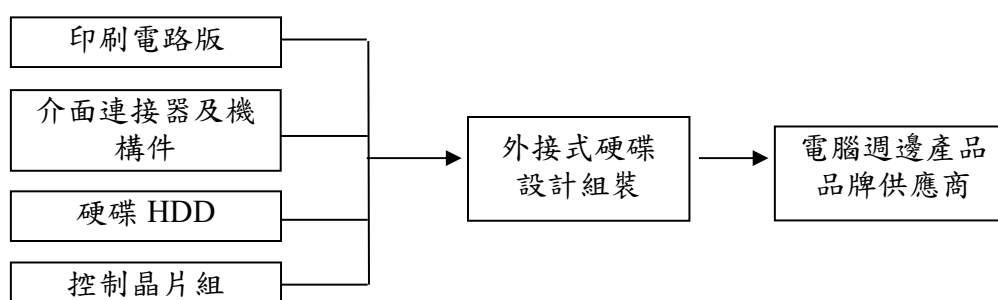 印刷電路版
介面連接器及機
構件
硬碟 HDD
控制晶片組
外接式硬碟
設計組裝
電腦週邊產品
品牌供應商